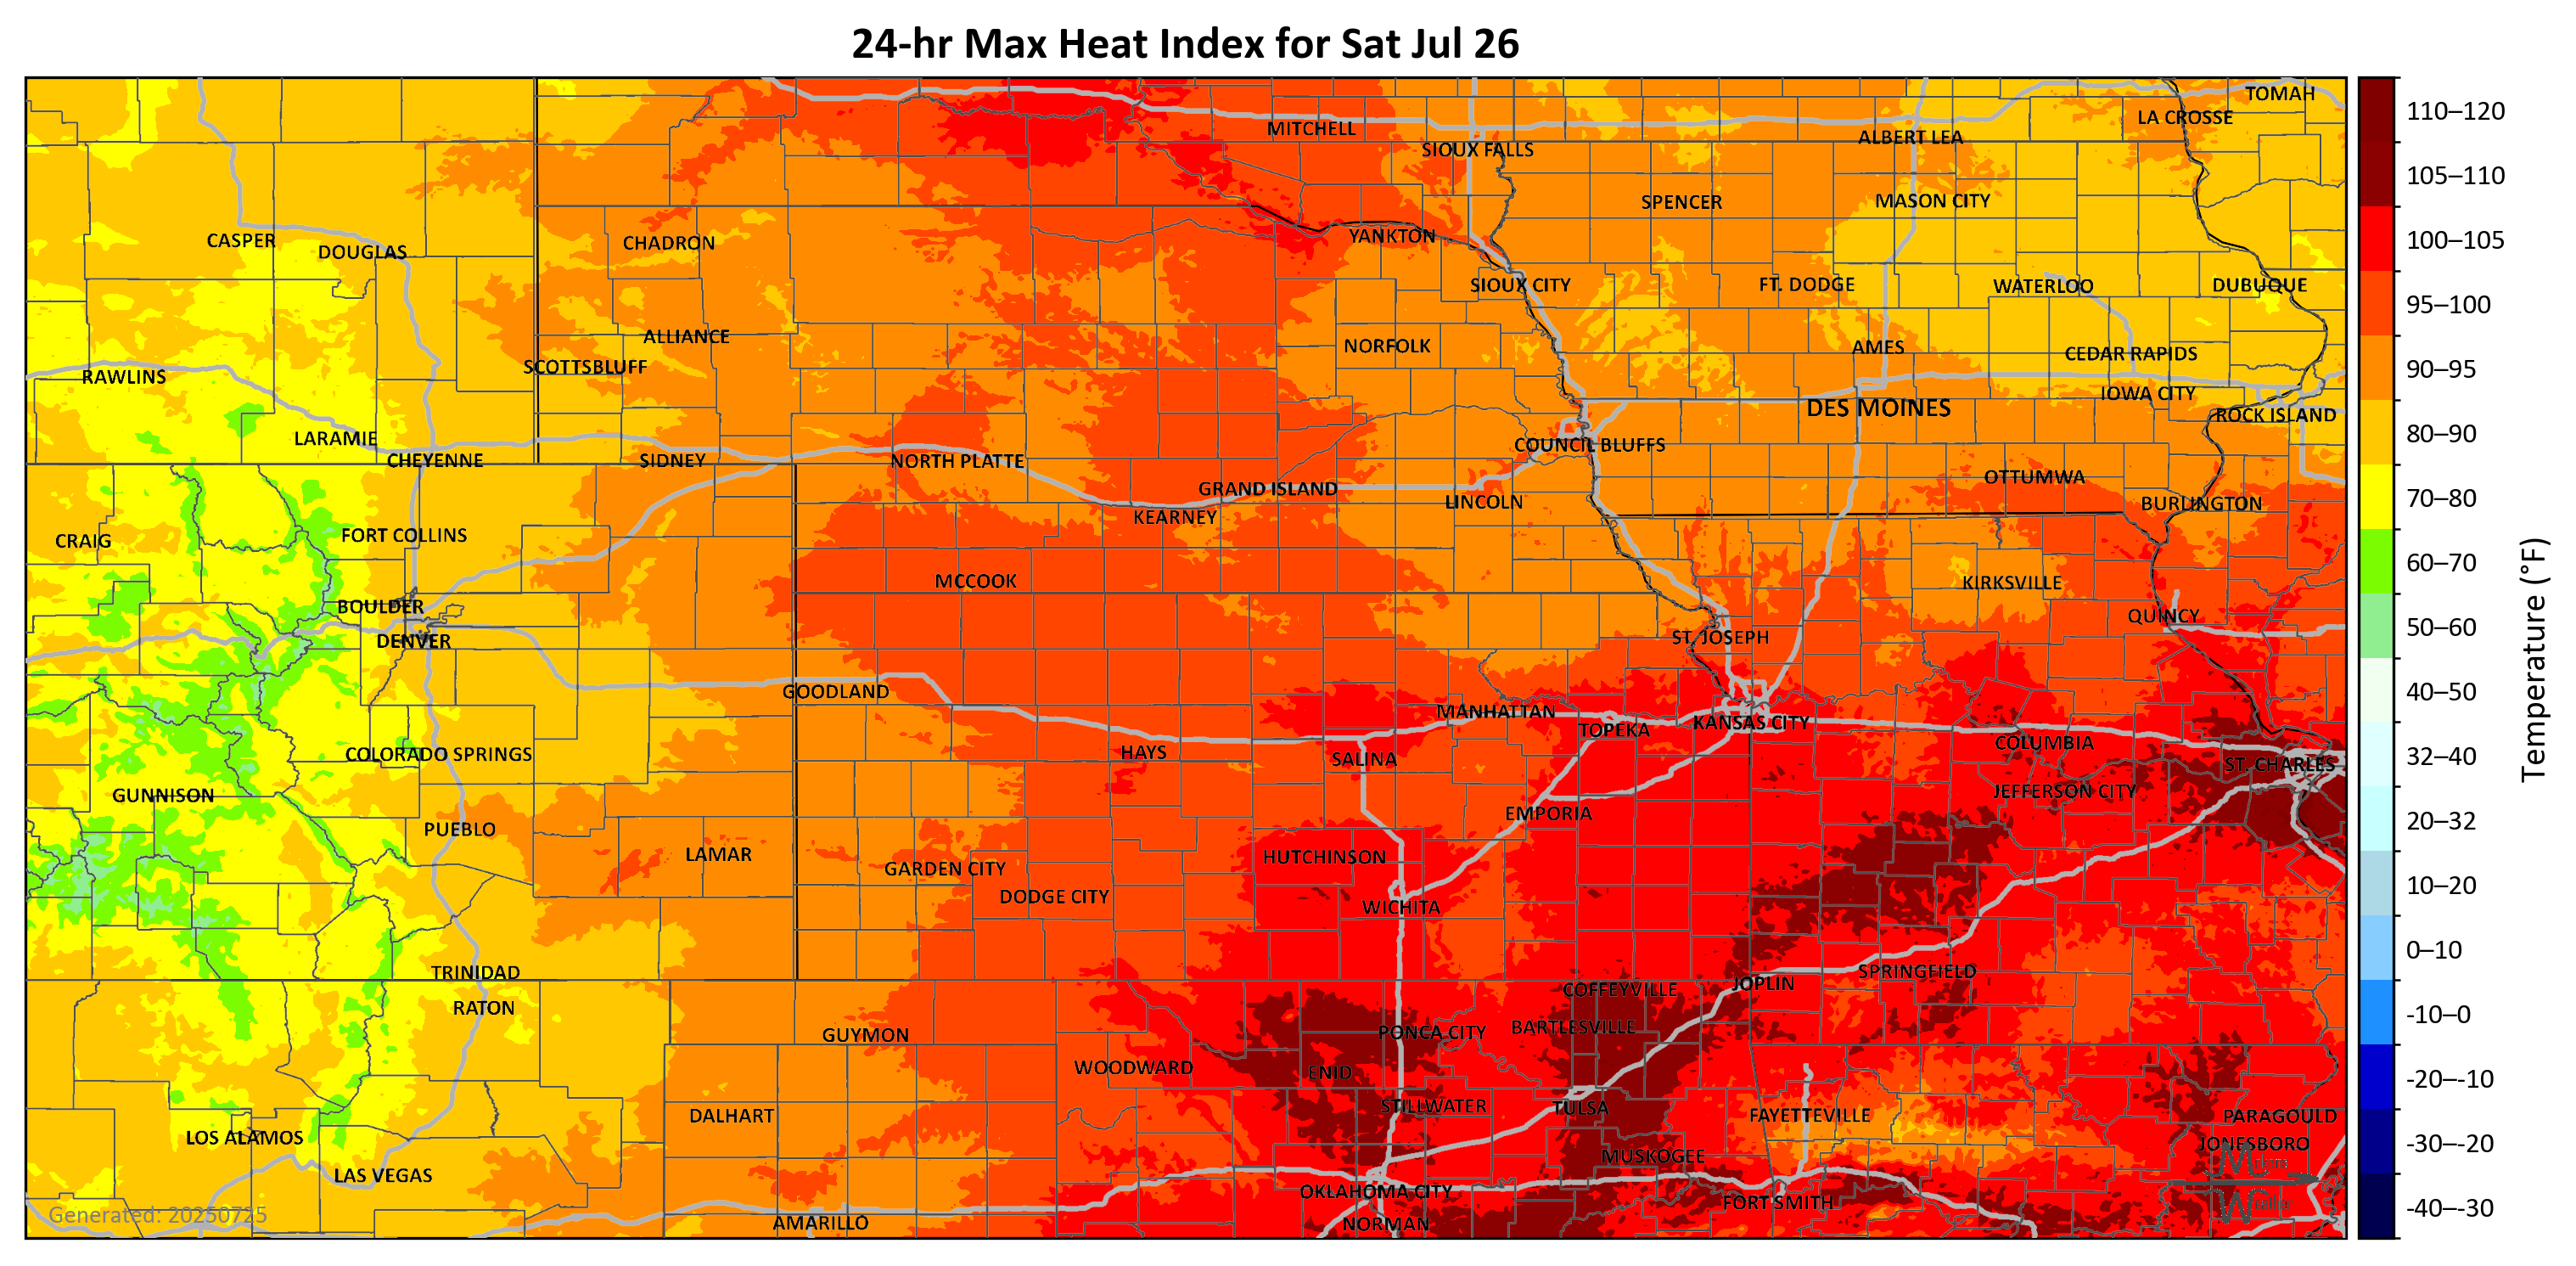 24-hr Max Heat Index for Sat Jul 26
TOMAH
LA CROSSE
MITCHELL
ALBERT LEA
SIOUX FALLS
SPENCER
MASON CITY
CASPER
DOUGLAS
CHADRON
YANKTON
SIOUX CITY
FT. DODGE
WATERLOO
DUBUQUE
ALLIANCE
NORFOLK
AMES
CEDAR RAPIDS
SCOTTSBLUFF
RAWLINS
IOWA CITY
DES MOINES
ROCK ISLAND
LARAMIE
COUNCIL BLUFFS
CHEYENNE
SIDNEY
NORTH PLATTE
OTTUMWA
GRAND ISLAND
LINCOLN
BURLINGTON
KEARNEY
FORT COLLINS
CRAIG
MCCOOK
KIRKSVILLE
BOULDER
QUINCY
DENVER
ST. JOSEPH
GOODLAND
MANHATTAN
TOPEKA
KANSAS CITY
COLUMBIA
HAYS
COLORADO SPRINGS
SALINA
ST. CHARLES
JEFFERSON CITY
GUNNISON
EMPORIA
PUEBLO
LAMAR
HUTCHINSON
GARDEN CITY
DODGE CITY
WICHITA
TRINIDAD
SPRINGFIELD
JOPLIN
COFFEYVILLE
RATON
BARTLESVILLE
PONCA CITY
GUYMON
WOODWARD
ENID
STILLWATER
TULSA
DALHART
FAYETTEVILLE
PARAGOULD
LOS ALAMOS
JONESBORO
MUSKOGEE
LAS VEGAS
OKLAHOMA CITY
FORT SMITH
AMARILLO
NORMAN
Generated: 20250725
110–120
105–110
100–105
95–100
90–95
80–90
70–80
60–70
50–60
40–50
32–40
20–32
10–20
0–10
-10–0
-20–-10
-30–-20
-40–-30
Temperature (°F)